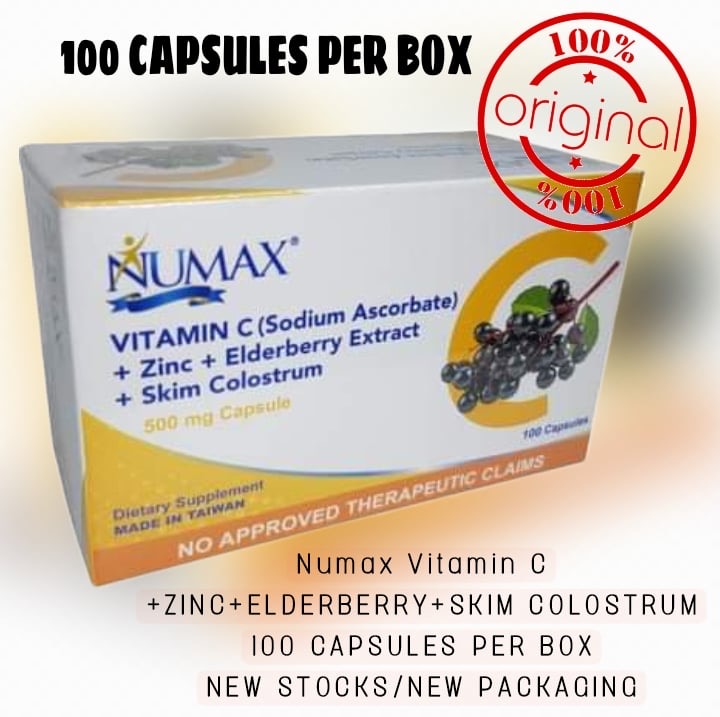 100 CAPSULES PER BOX
100%
original
100%
NUMAX®
VITAMIN C (Sodium Ascorbate)
+ Zinc + Elderberry Extract
+ Skim Colostrum
500 mg Capsule
100 Capsules
Dietary Supplement
MADE IN TAIWAN
NO APPROVED THERAPEUTIC CLAIMS
Numax Vitamin C
+ZINC+ELDERBERRY+SKIM COLOSTRUM
100 CAPSULES PER BOX
NEW STOCKS/NEW PACKAGING